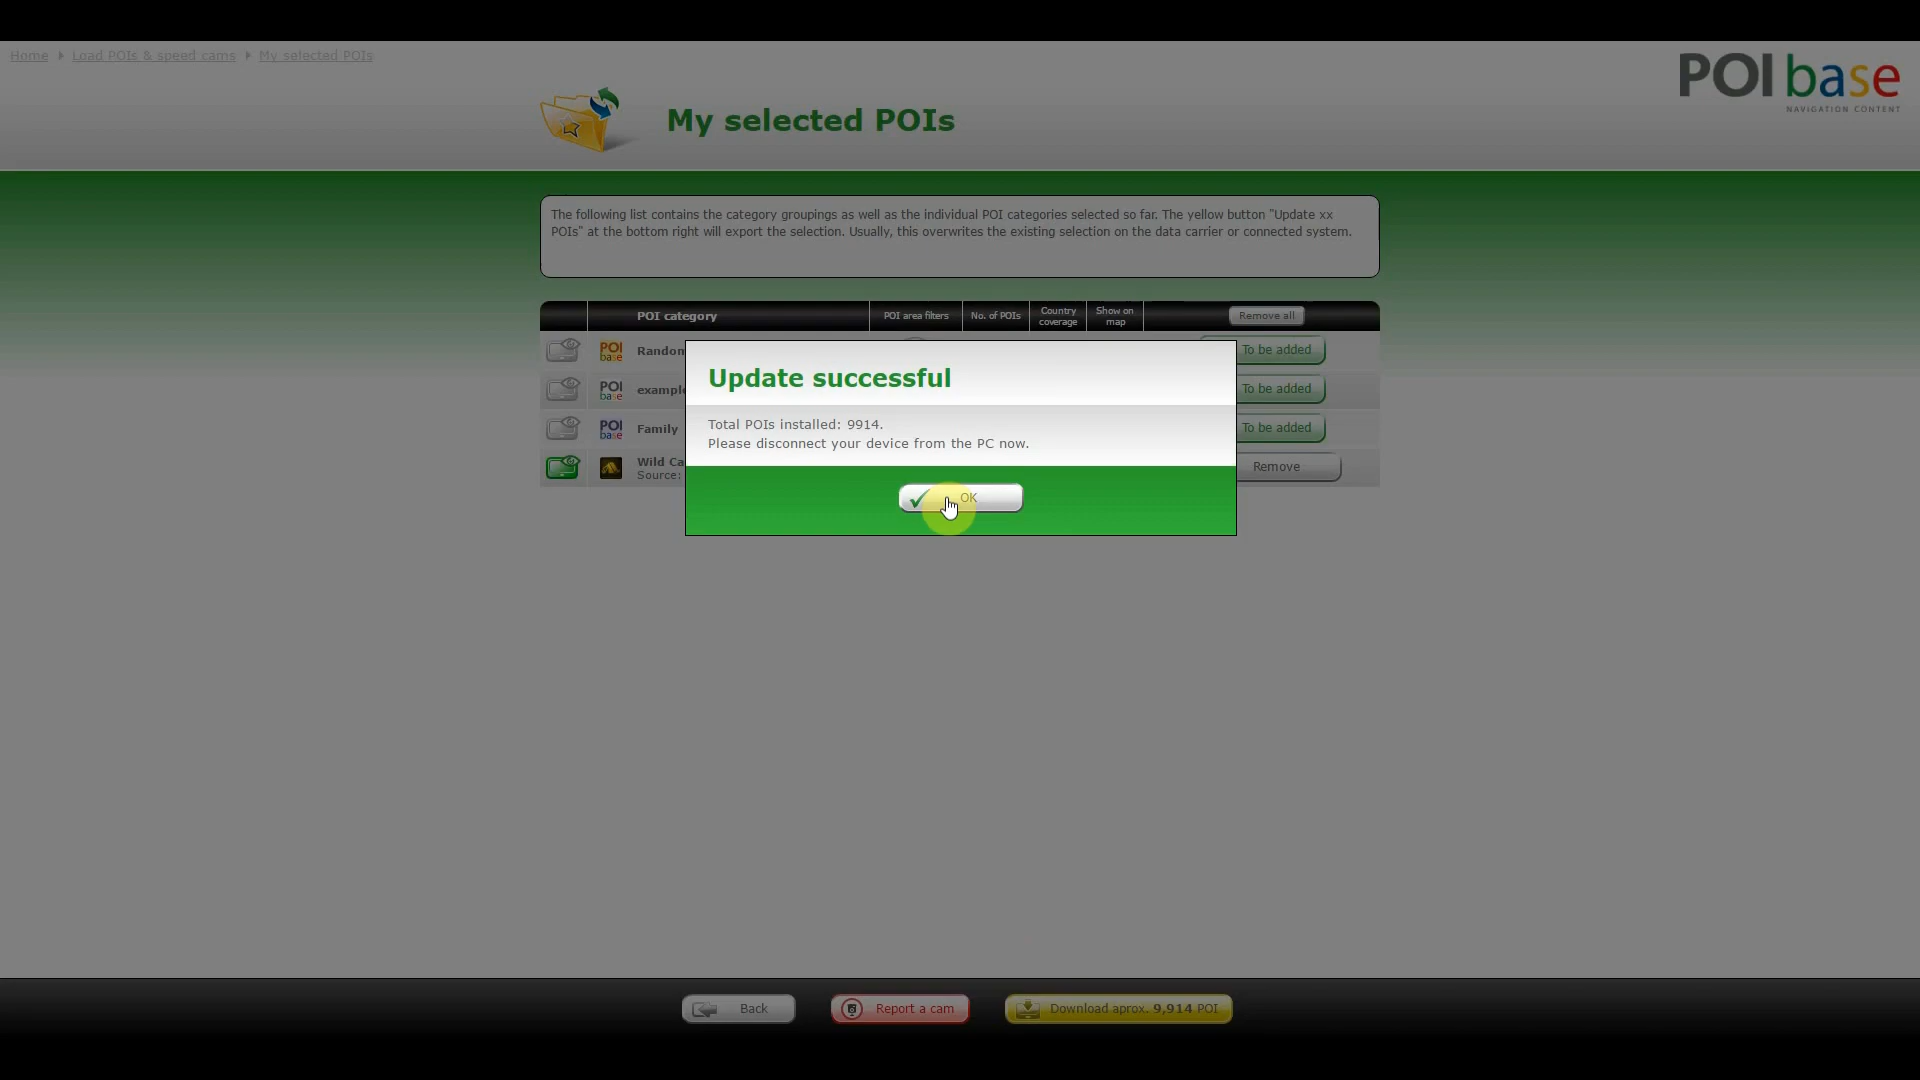 Home Load POIs & speed cams My selected POIs
POIbase
NAVIGATION CONTENT
My selected POIs
The following list contains the category groupings as well as the individual POI categories selected so far. The yellow button "Update xx
POIs" at the bottom right will export the selection. Usually, this overwrites the existing selection on the data carrier or connected system.
POI category POI area filters No. of POIs Country coverage Show on map Remove all
POI base Random To be added
POI base example To be added
POI base Family To be added
Wild Ca Remove
Source:
Update successful
Total POIs installed: 9914.
Please disconnect your device from the PC now.
OK
Back Report a cam Download aprox. 9,914 POI